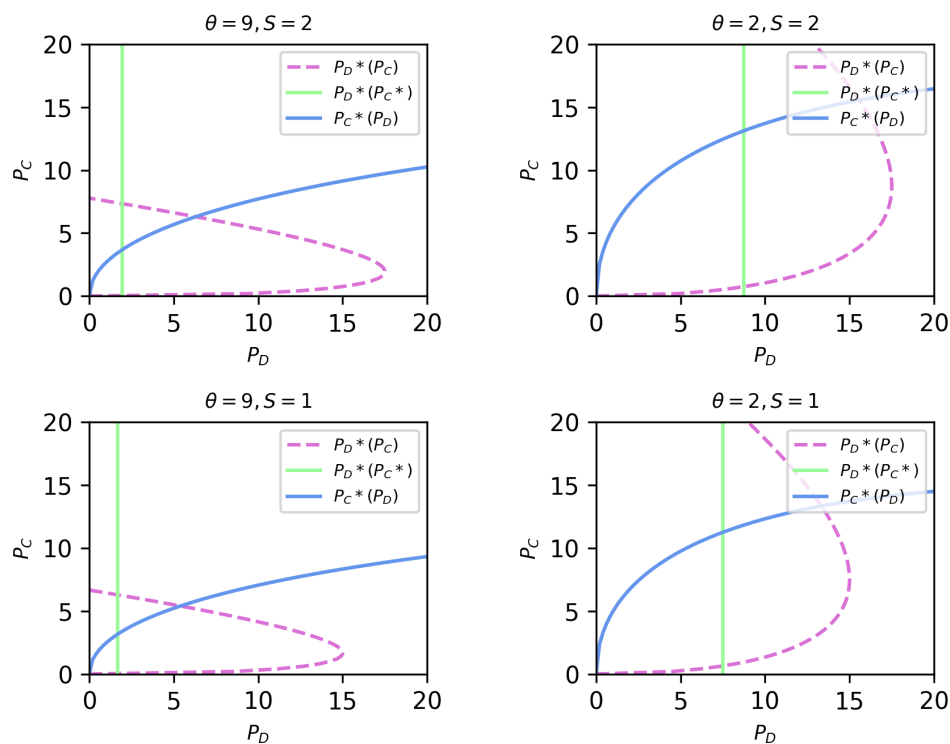 θ = 9, S = 2
20
15
10
5
0
P_C
0 5 10 15 20
P_D
P_D * (P_C)
P_D * (P_C *)
P_C * (P_D)
θ = 2, S = 2
20
15
10
5
0
P_C
0 5 10 15 20
P_D
P_D * (P_C)
P_D * (P_C *)
P_C * (P_D)
θ = 9, S = 1
20
15
10
5
0
P_C
0 5 10 15 20
P_D
P_D * (P_C)
P_D * (P_C *)
P_C * (P_D)
θ = 2, S = 1
20
15
10
5
0
P_C
0 5 10 15 20
P_D
P_D * (P_C)
P_D * (P_C *)
P_C * (P_D)